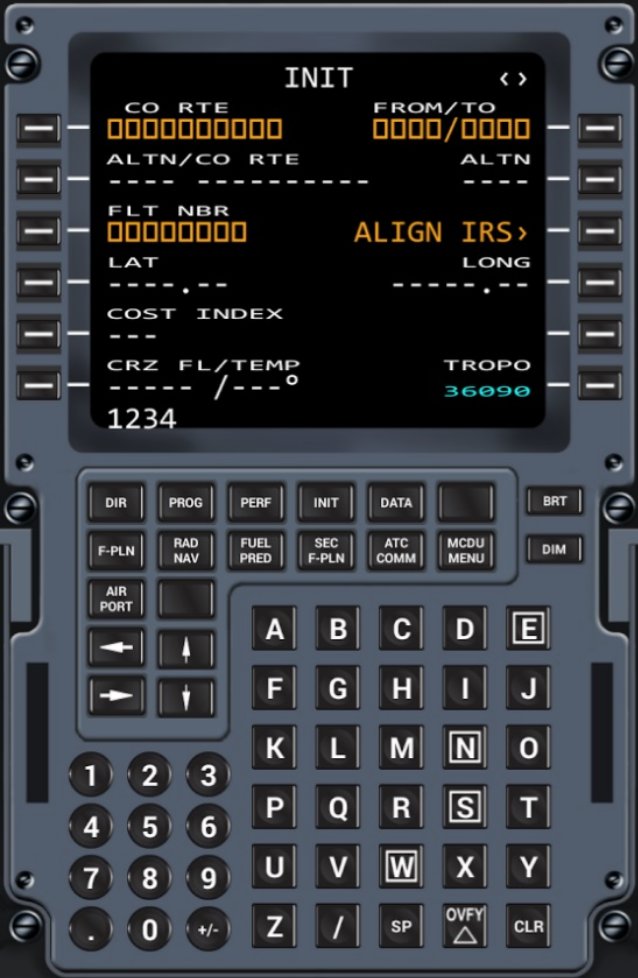 INIT <>
CO RTE FROM/TO
▯▯▯▯▯▯▯▯▯▯ ▯▯▯▯/▯▯▯▯
ALTN/CO RTE ALTN
---- ---------- ----
FLT NBR
▯▯▯▯▯▯▯▯ ALIGN IRS›
LAT LONG
----.-- -----.--
COST INDEX
---
CRZ FL/TEMP TROPO
----- /---° 36090
1234
DIR PROG PERF INIT DATA BRT
F-PLN RAD NAV FUEL PRED SEC F-PLN ATC COMM MCDU MENU DIM
AIR PORT
A B C D E
← ↑
F G H I J
→ ↓
K L M N O
1 2 3
P Q R S T
4 5 6
U V W X Y
7 8 9
Z / SP OVFY △ CLR
. 0 +/-